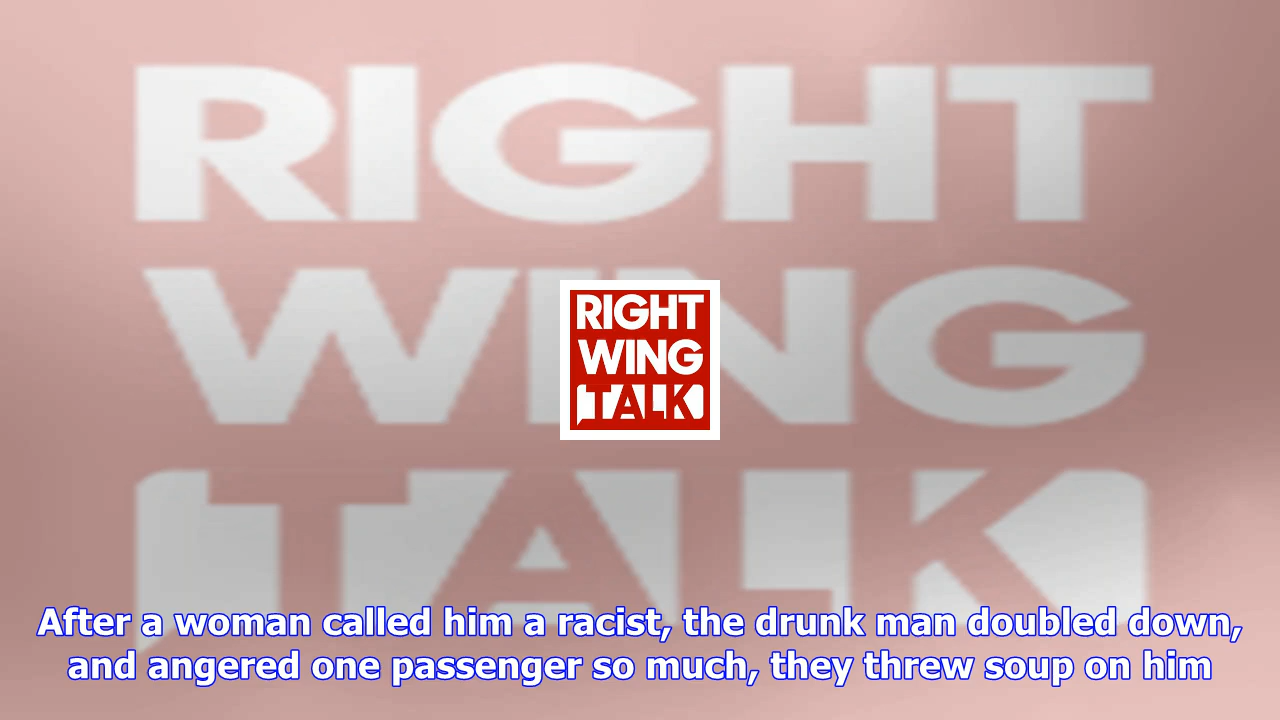 RIGHT
WING
TALK
RIGHT
WING
TALK
After a woman called him a racist, the drunk man doubled down,
and angered one passenger so much, they threw soup on him